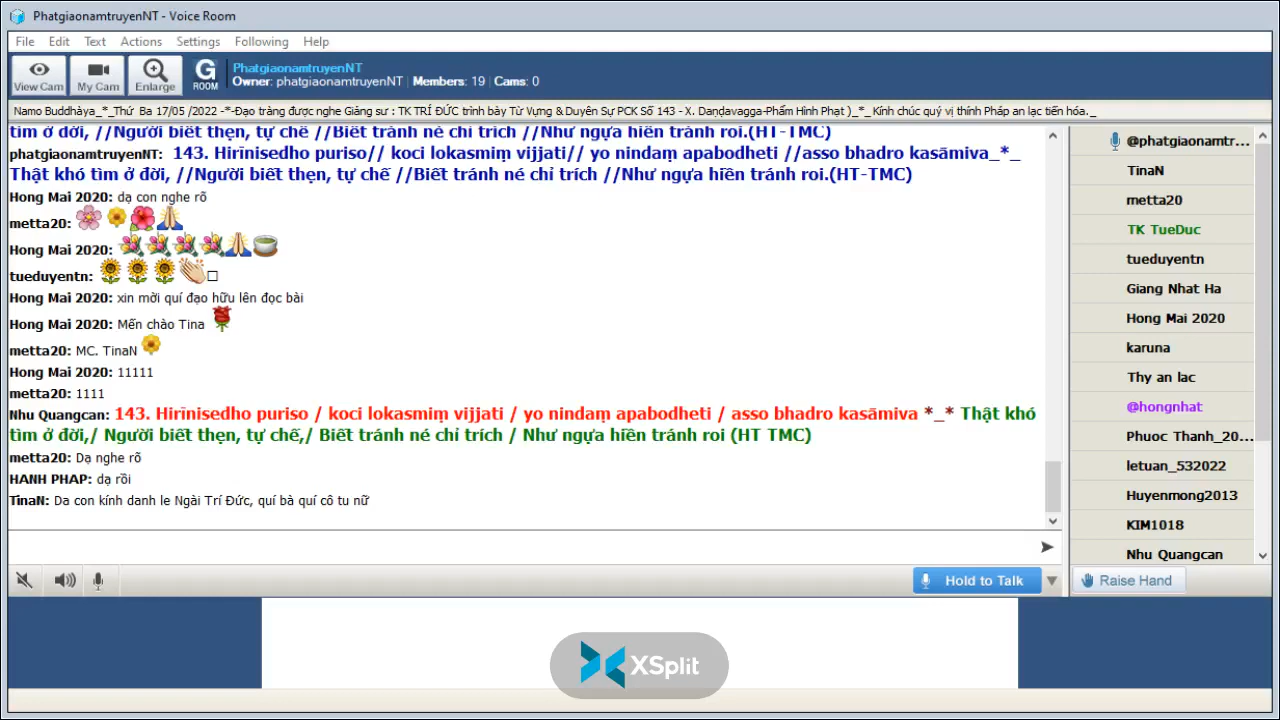 PhatgiaonamtruyenNT - Voice Room
File Edit Text Actions Settings Following Help
View Cam My Cam Enlarge G ROOM
PhatgiaonamtruyenNT
Owner: phatgiaonamtruyenNT | Members: 19 | Cams: 0
Namo Buddhàya_*_Thứ Ba 17/05 /2022 -*-Đạo tràng được nghe Giảng sư : TK TRÍ ĐỨC trình bày Từ Vựng & Duyên Sự PCK Số 143 - X. Daṇḍavagga-Phẩm Hình Phạt )_*_Kính chúc quý vị thính Pháp an lạc tiến hóa._
tìm ở đời, //Người biết thẹn, tự chế //Biết tránh né chỉ trích //Như ngựa hiền tránh roi.(HT-TMC)
phatgiaonamtruyenNT: 143. Hirīnisedho puriso// koci lokasmiṃ vijjati// yo nindaṃ apabodheti //asso bhadro kasāmiva_*_
Thật khó tìm ở đời, //Người biết thẹn, tự chế //Biết tránh né chỉ trích //Như ngựa hiền tránh roi.(HT-TMC)
Hong Mai 2020: dạ con nghe rõ
metta20:
Hong Mai 2020:
tueduyentn:
Hong Mai 2020: xin mời quí đạo hữu lên đọc bài
Hong Mai 2020: Mến chào Tina
metta20: MC. TinaN
Hong Mai 2020: 11111
metta20: 1111
Nhu Quangcan: 143. Hirīnisedho puriso / koci lokasmiṃ vijjati / yo nindaṃ apabodheti / asso bhadro kasāmiva *_* Thật khó
tìm ở đời,/ Người biết thẹn, tự chế,/ Biết tránh né chỉ trích / Như ngựa hiền tránh roi (HT TMC)
metta20: Dạ nghe rõ
HANH PHAP: dạ rồi
TinaN: Da con kính danh le Ngài Trí Đức, quí bà quí cô tu nữ
@phatgiaonamtr...
TinaN
metta20
TK TueDuc
tueduyentn
Giang Nhat Ha
Hong Mai 2020
karuna
Thy an lac
@hongnhat
Phuoc Thanh_20...
letuan_532022
Huyenmong2013
KIM1018
Nhu Quangcan
Hold to Talk
Raise Hand
XSplit